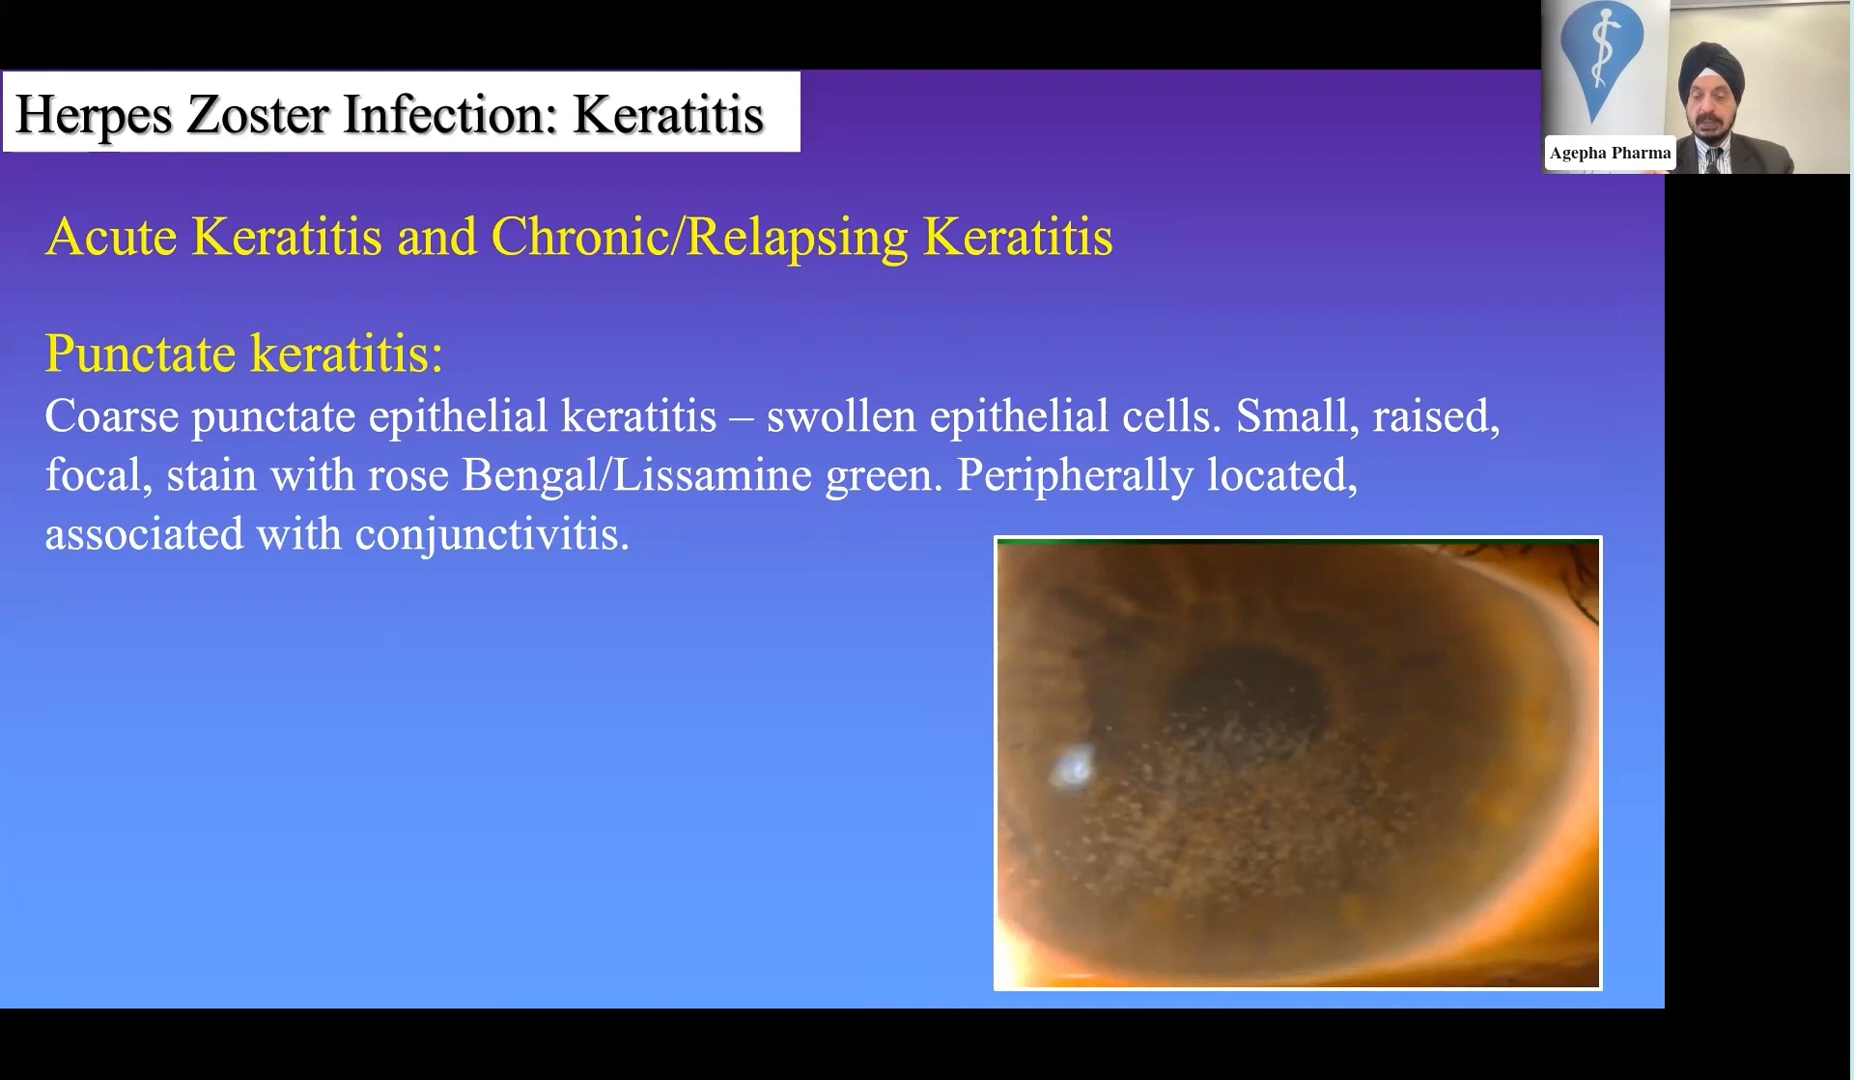 Herpes Zoster Infection: Keratitis
Agepha Pharma
Acute Keratitis and Chronic/Relapsing Keratitis
Punctate keratitis:
Coarse punctate epithelial keratitis – swollen epithelial cells. Small, raised,
focal, stain with rose Bengal/Lissamine green. Peripherally located,
associated with conjunctivitis.